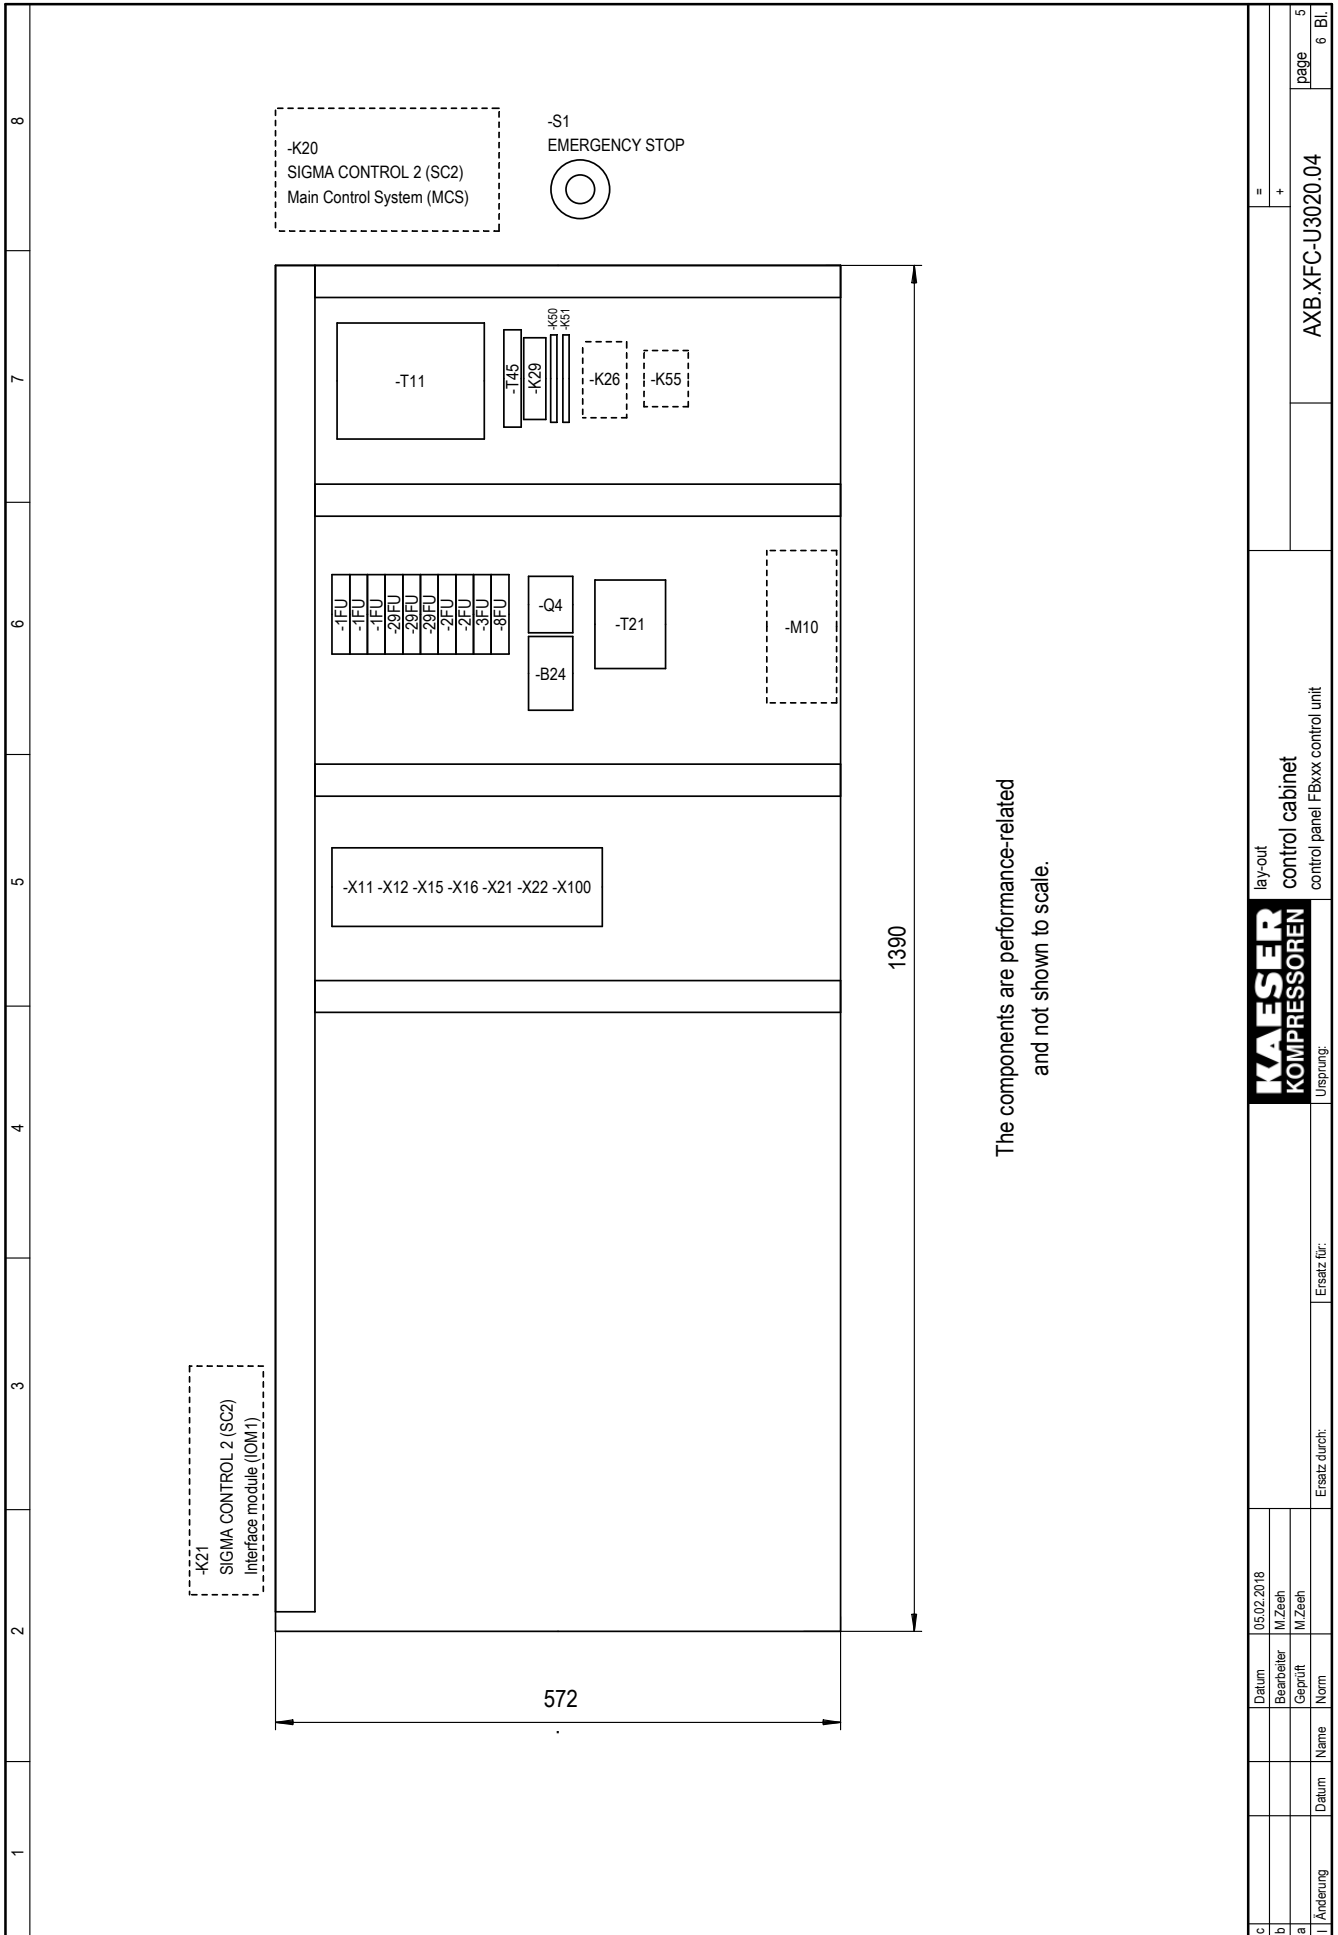 8
7
6
5
4
3
2
1
-K20
SIGMA CONTROL 2 (SC2)
Main Control System (MCS)
-S1
EMERGENCY STOP
-T11
-T45
-K29
-K50
-K51
-K26
-K55
-1FU
-1FU
-1FU
-29FU
-29FU
-29FU
-2FU
-2FU
-3FU
-8FU
-Q4
-B24
-T21
-M10
-X11 -X12 -X15 -X16 -X21 -X22 -X100
1390
572
-K21
SIGMA CONTROL 2 (SC2)
Interface module (IOM1)
The components are performance-related
and not shown to scale.
c
b
a
Änderung
Datum
Name
Datum
05.02.2018
Bearbeiter
M.Zeeh
Geprüft
M.Zeeh
Norm
Ersatz durch:
Ersatz für:
Ursprung:
KAESER
KOMPRESSOREN
lay-out
control cabinet
control panel FBxxx control unit
=
+
AXB.XFC-U3020.04
page 5
6 Bl.